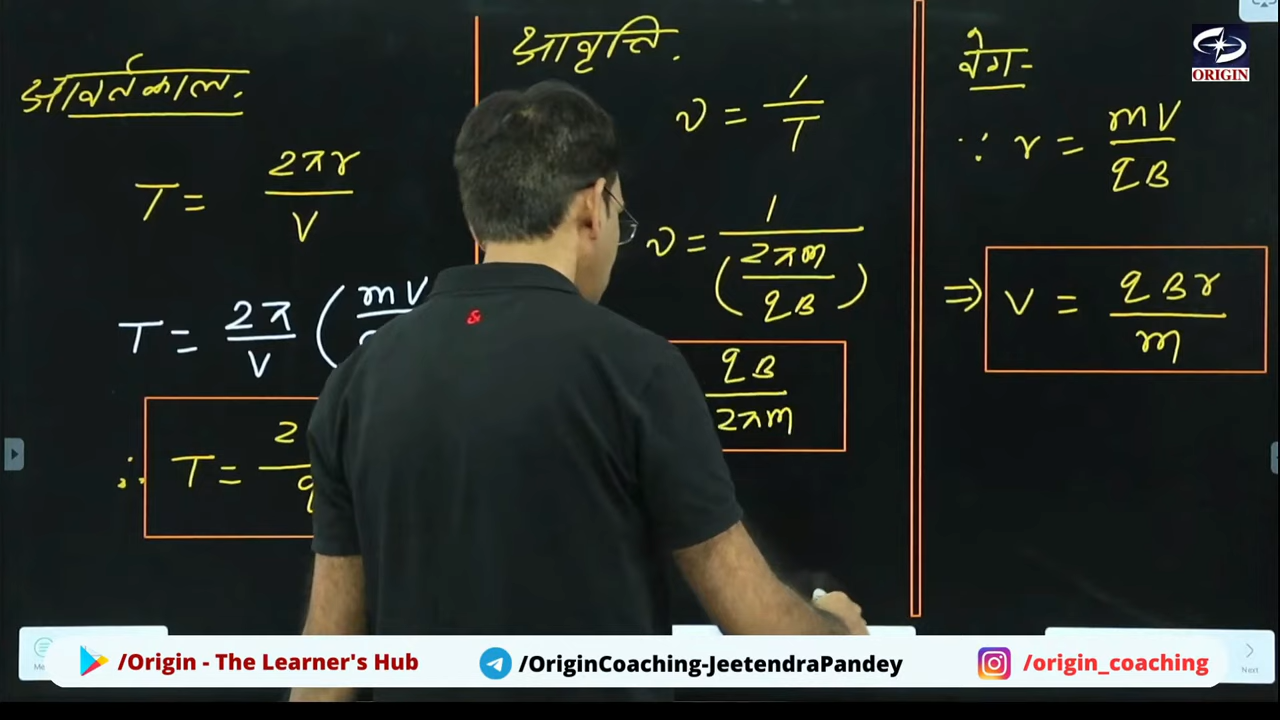 आवर्तकाल.
T = 2πr / V
T = 2π / V ( mV
∴ T = 2
q
आवृत्ति.
ν = 1 / T
ν = 1 / ( 2πm / qB )
qB / 2πm
वेग-
∵ r = mV / qB
⇒ V = qBr / m
ORIGIN
/Origin - The Learner's Hub
/OriginCoaching-JeetendraPandey
/origin_coaching
Next